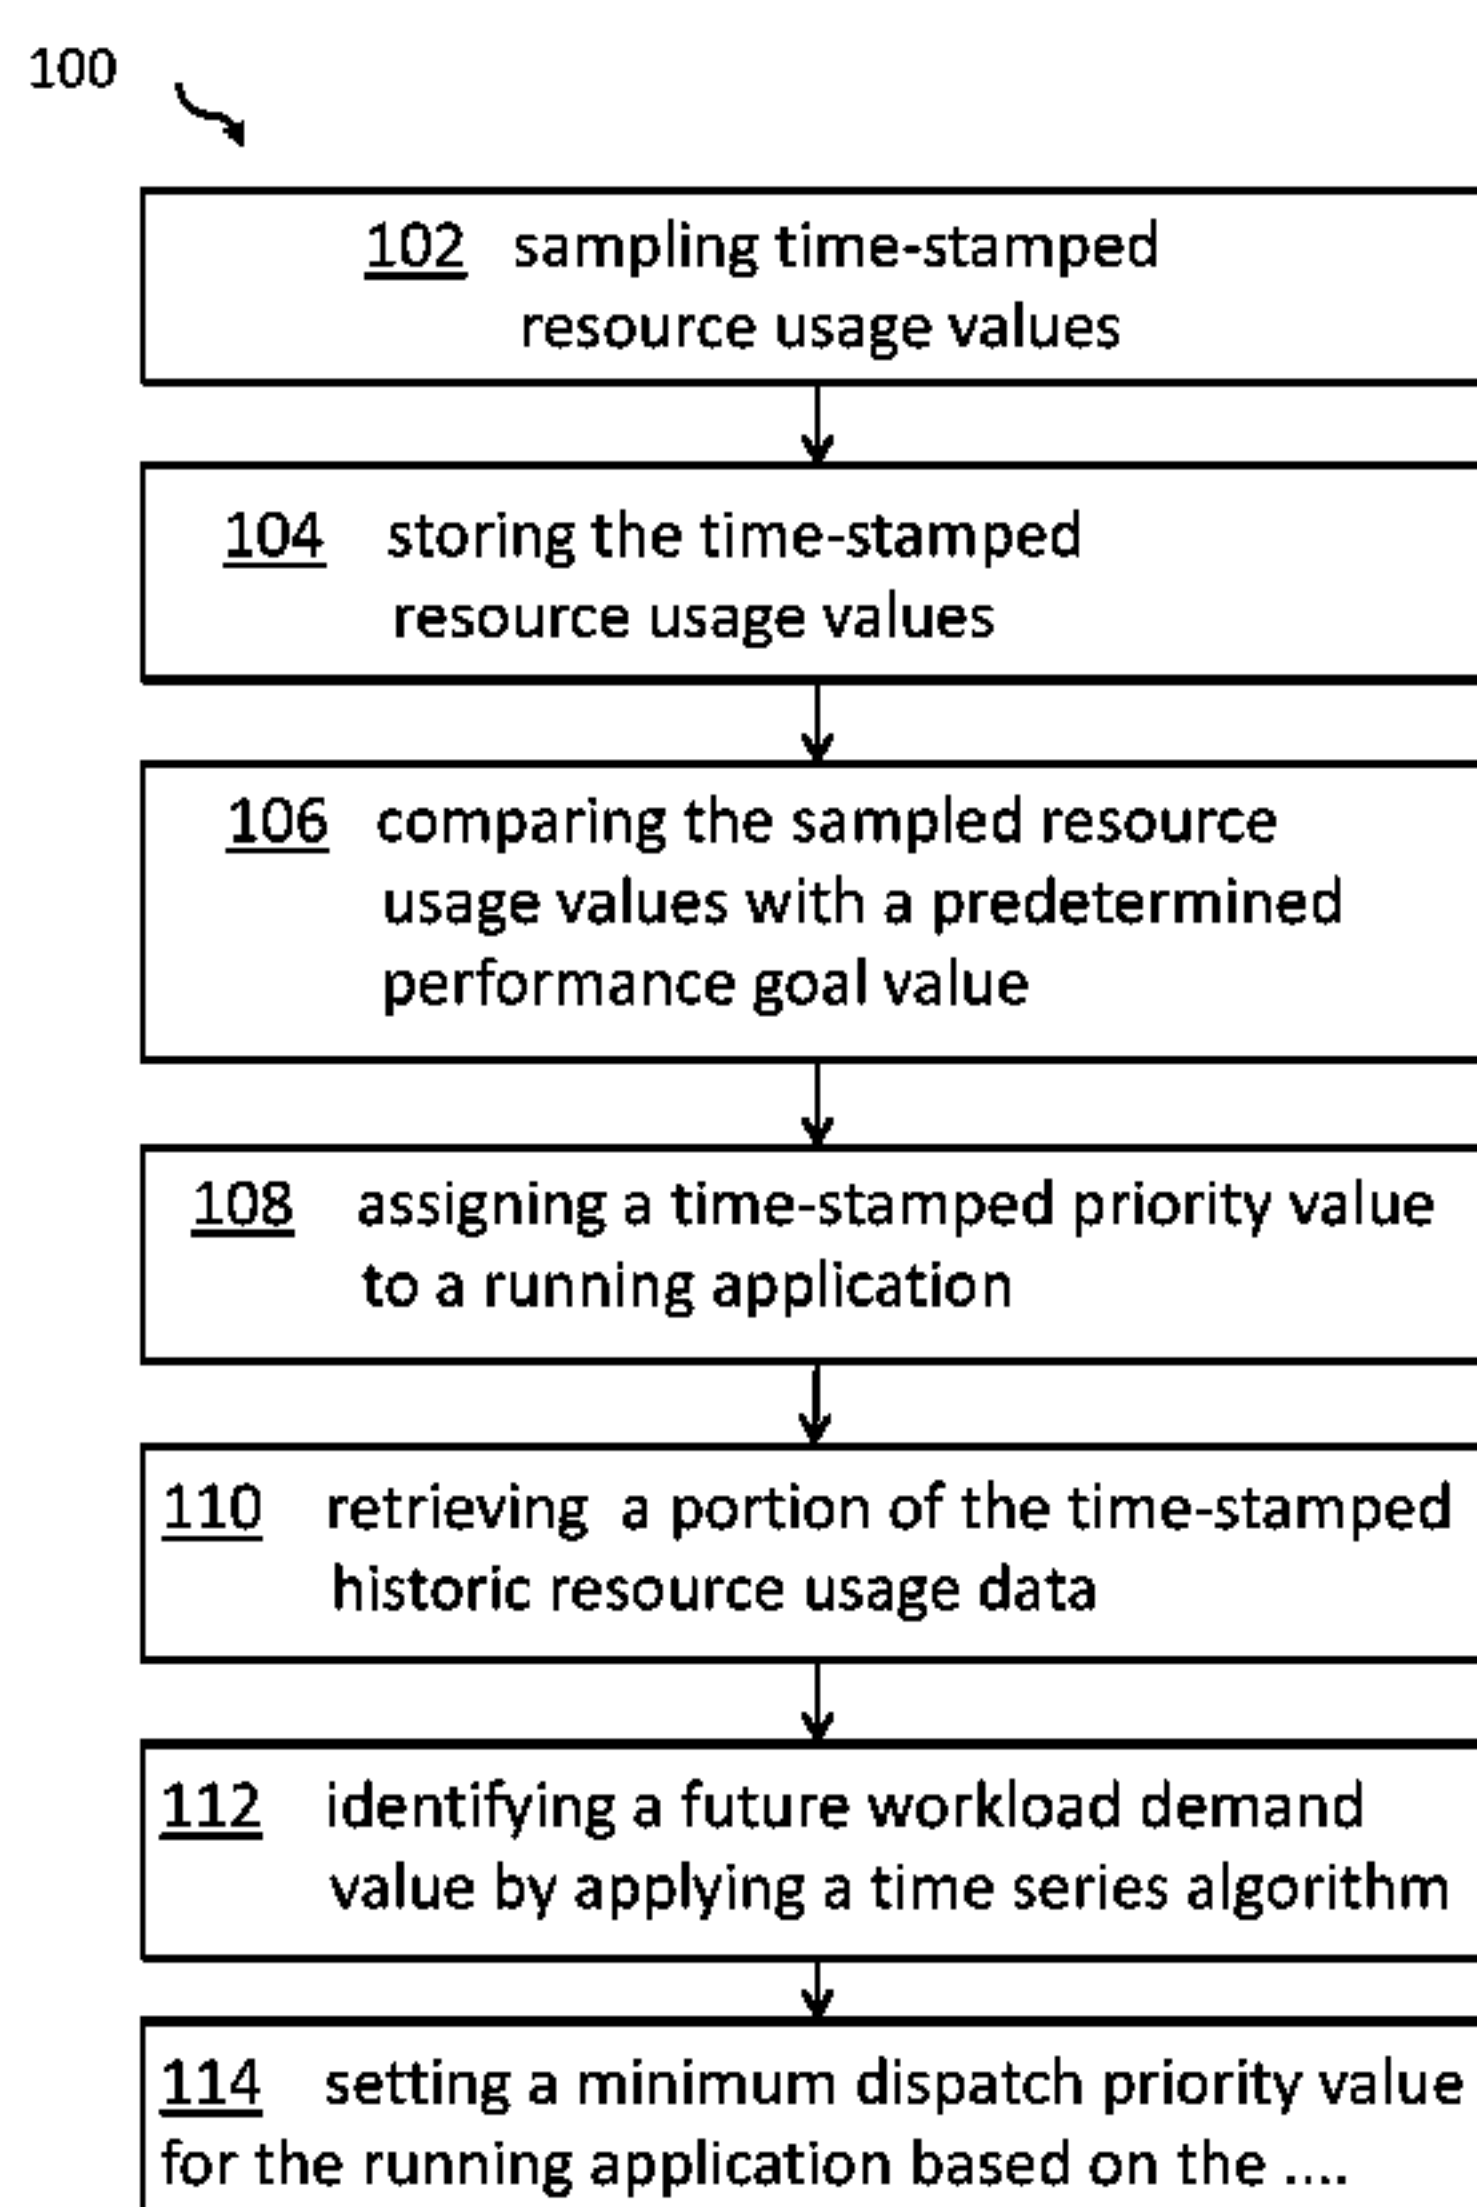 100
102 sampling time-stamped
resource usage values
104 storing the time-stamped
resource usage values
106 comparing the sampled resource
usage values with a predetermined
performance goal value
108 assigning a time-stamped priority value
to a running application
110 retrieving a portion of the time-stamped
historic resource usage data
112 identifying a future workload demand
value by applying a time series algorithm
114 setting a minimum dispatch priority value
for the running application based on the ....